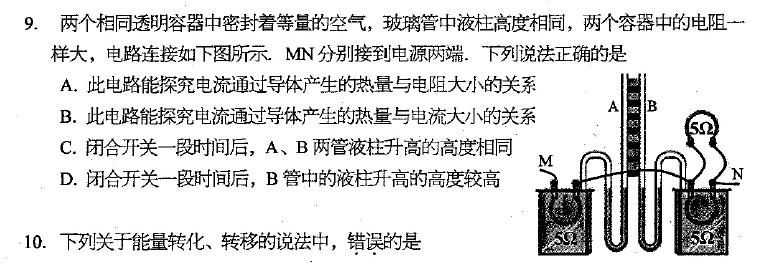 9. 两个相同透明容器中密封着等量的空气，玻璃管中液柱高度相同，两个容器中的电阻一
样大，电路连接如下图所示．MN分别接到电源两端．下列说法正确的是
A. 此电路能探究电流通过导体产生的热量与电阻大小的关系
B. 此电路能探究电流通过导体产生的热量与电流大小的关系
C. 闭合开关一段时间后，A、B 两管液柱升高的高度相同
D. 闭合开关一段时间后，B 管中的液柱升高的高度较高
A B
5Ω
M N
5Ω 5Ω
10. 下列关于能量转化、转移的说法中，错误的是